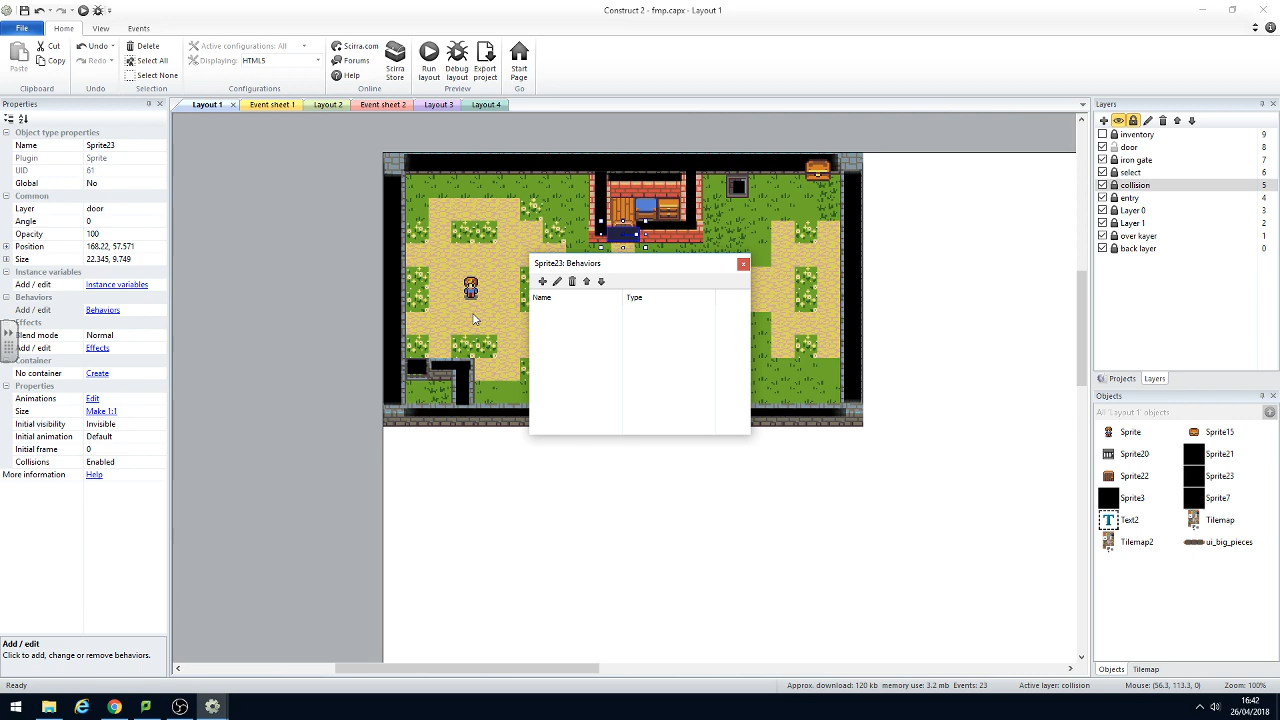 Construct 2 - fmp.capx - Layout 1
File Home View Events
Paste
Cut
Copy
Clipboard
Undo
Redo
Undo
Delete
Select All
Select None
Selection
Active configurations: All
Displaying: HTML5
Configurations
Scirra.com
Forums
Help
Scirra Store
Online
Run layout
Debug layout
Export project
Preview
Start Page
Go
Properties
Layout 1 Event sheet 1 Layout 2 Event sheet 2 Layout 3 Layout 4
Object type properties
Name Sprite23
Plugin Sprite
UID 61
Global No
Common
Layer door
Angle 0
Opacity 100
Position 168.22, 57.571
Size 22.345, 9.749
Instance variables
Add / edit Instance variables
Behaviors
Add / edit Behaviors
Effects
Blend mode Normal
Add / edit Effects
Container
No container Create
Properties
Animations Edit
Size Make 1:1
Initial visibility Invisible
Initial animation Default
Initial frame 0
Collisions Enabled
More information Help
Add / edit
Click to add, change or remove behaviors.
Sprite23: Behaviors
Name Type
Layers
inventory 9
door 8
iron gate 7
select 6
collision 5
entry 4
Layer 0 3
Layer 1 2
over layer 1
back layer 0
Projects Layers
Objects
All 'Layout 1' objects
Sprite Sprite15
Sprite20 Sprite21
Sprite22 Sprite23
Sprite3 Sprite7
Text2 Tilemap
Tilemap2 ui_big_pieces
Objects Tilemap
Ready
Approx. download: 120 kb memory use: 3.2 mb Events: 23 Active layer: collision Mouse: (56.3, 113.3, 0) Zoom: 100%
16:42
26/04/2018